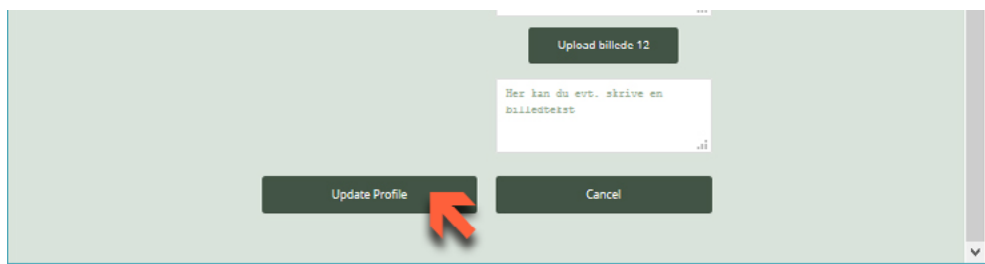 Upload billede 12
Her kan du evt. skrive en
billedtekst
Update Profile
Cancel